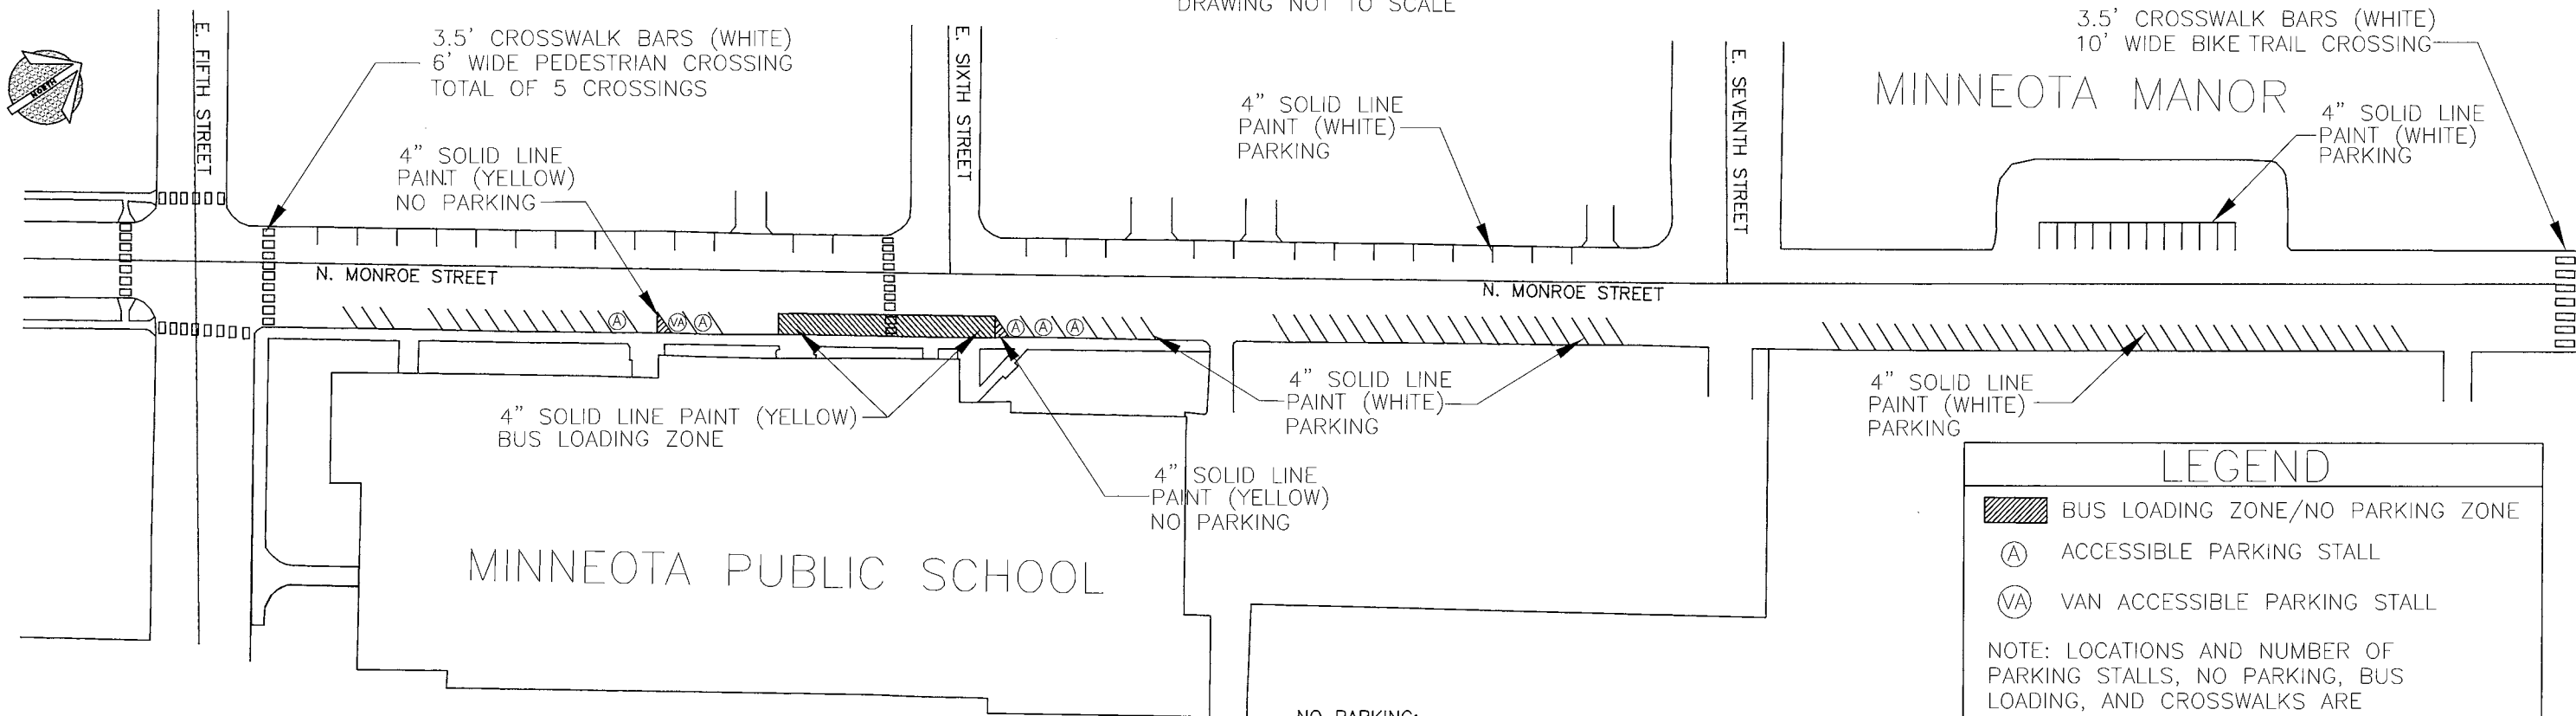 DRAWING NOT TO SCALE
3.5' CROSSWALK BARS (WHITE)
6' WIDE PEDESTRIAN CROSSING
TOTAL OF 5 CROSSINGS
3.5' CROSSWALK BARS (WHITE)
10' WIDE BIKE TRAIL CROSSING
NORTH
E. FIFTH STREET
E. SIXTH STREET
E. SEVENTH STREET
MINNEOTA MANOR
4" SOLID LINE
PAINT (WHITE)
PARKING
4" SOLID LINE
PAINT (WHITE)
PARKING
4" SOLID LINE
PAINT (YELLOW)
NO PARKING
N. MONROE STREET
N. MONROE STREET
A
VA
A
A
A
A
4" SOLID LINE PAINT (YELLOW)
BUS LOADING ZONE
4" SOLID LINE
PAINT (WHITE)
PARKING
4" SOLID LINE
PAINT (WHITE)
PARKING
4" SOLID LINE
PAINT (YELLOW)
NO PARKING
MINNEOTA PUBLIC SCHOOL
LEGEND
BUS LOADING ZONE/NO PARKING ZONE
A ACCESSIBLE PARKING STALL
VA VAN ACCESSIBLE PARKING STALL
NOTE: LOCATIONS AND NUMBER OF
PARKING STALLS, NO PARKING, BUS
LOADING, AND CROSSWALKS ARE
NO PARKING: